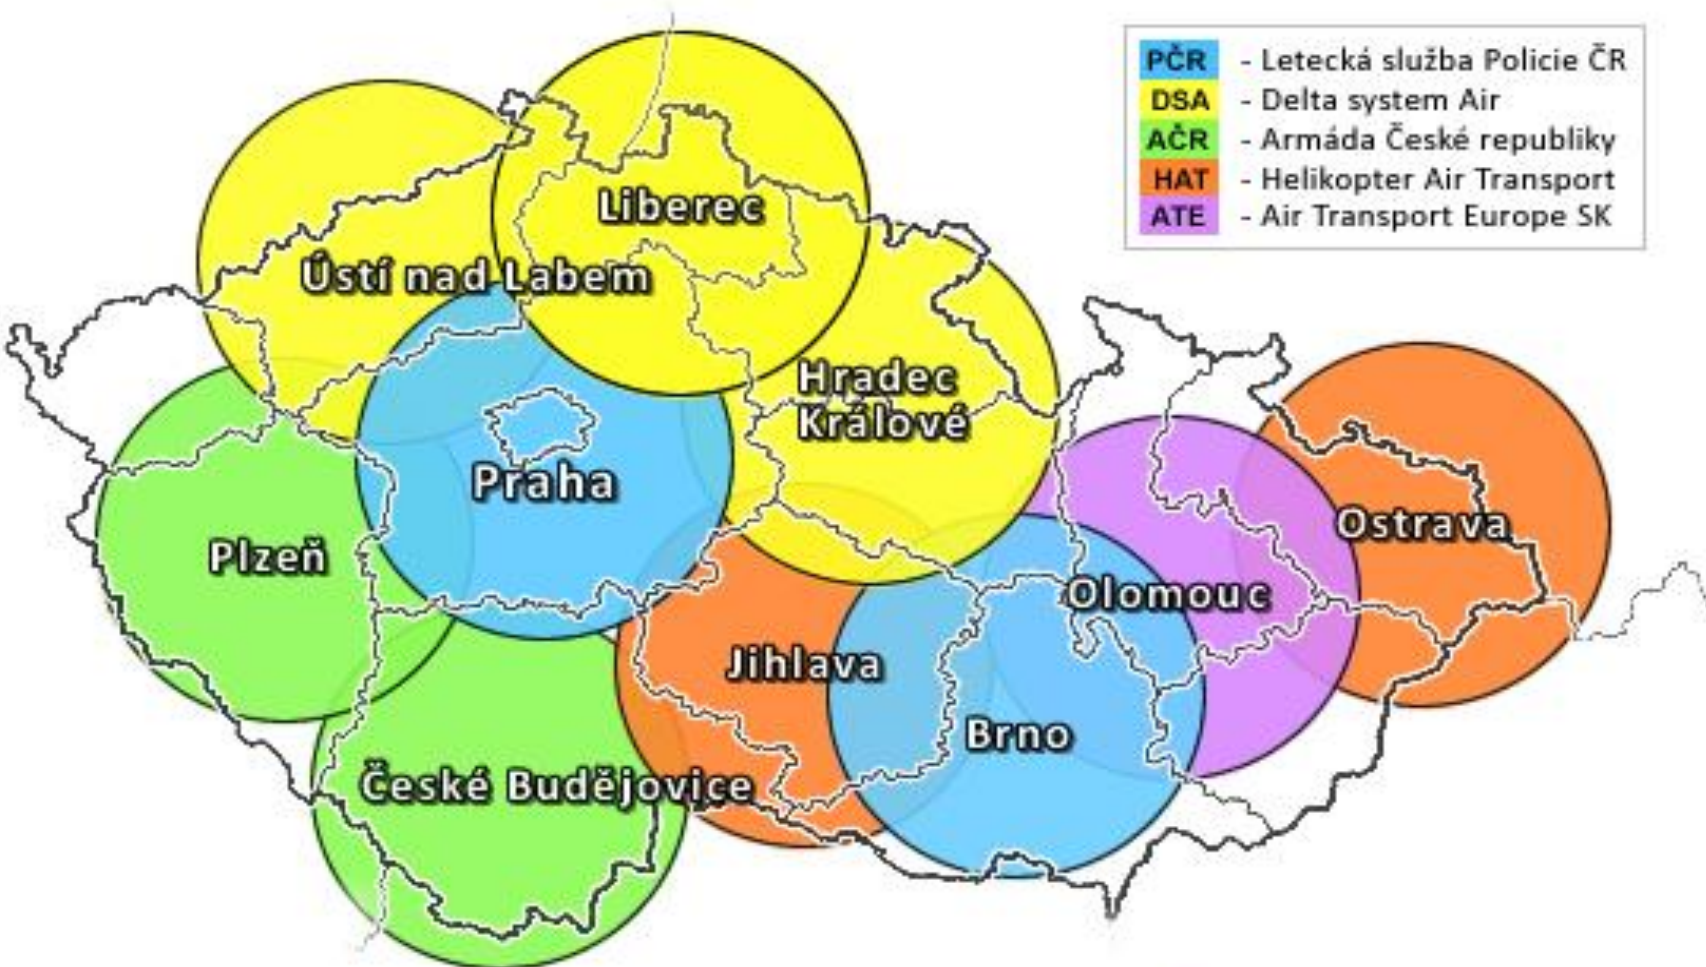 PČR - Letecká služba Policie ČR
DSA - Delta system Air
AČR - Armáda České republiky
HAT - Helikopter Air Transport
ATE - Air Transport Europe SK
Liberec
Ústí nad Labem
Hradec
Králové
Praha
Ostrava
Plzeň
Olomouc
Jihlava
Brno
České Budějovice